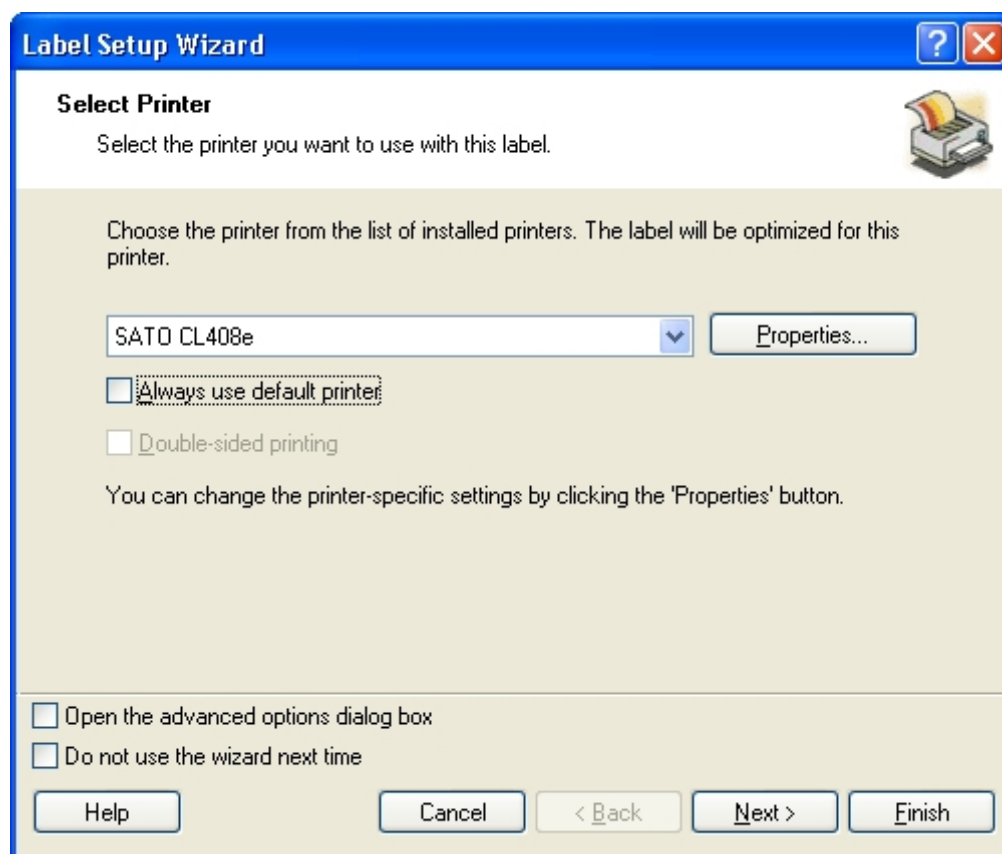 Label Setup Wizard
Select Printer
Select the printer you want to use with this label.
Choose the printer from the list of installed printers. The label will be optimized for this
printer.
SATO CL408e
Properties...
Always use default printer
Double-sided printing
You can change the printer-specific settings by clicking the 'Properties' button.
Open the advanced options dialog box
Do not use the wizard next time
Help Cancel < Back Next > Finish